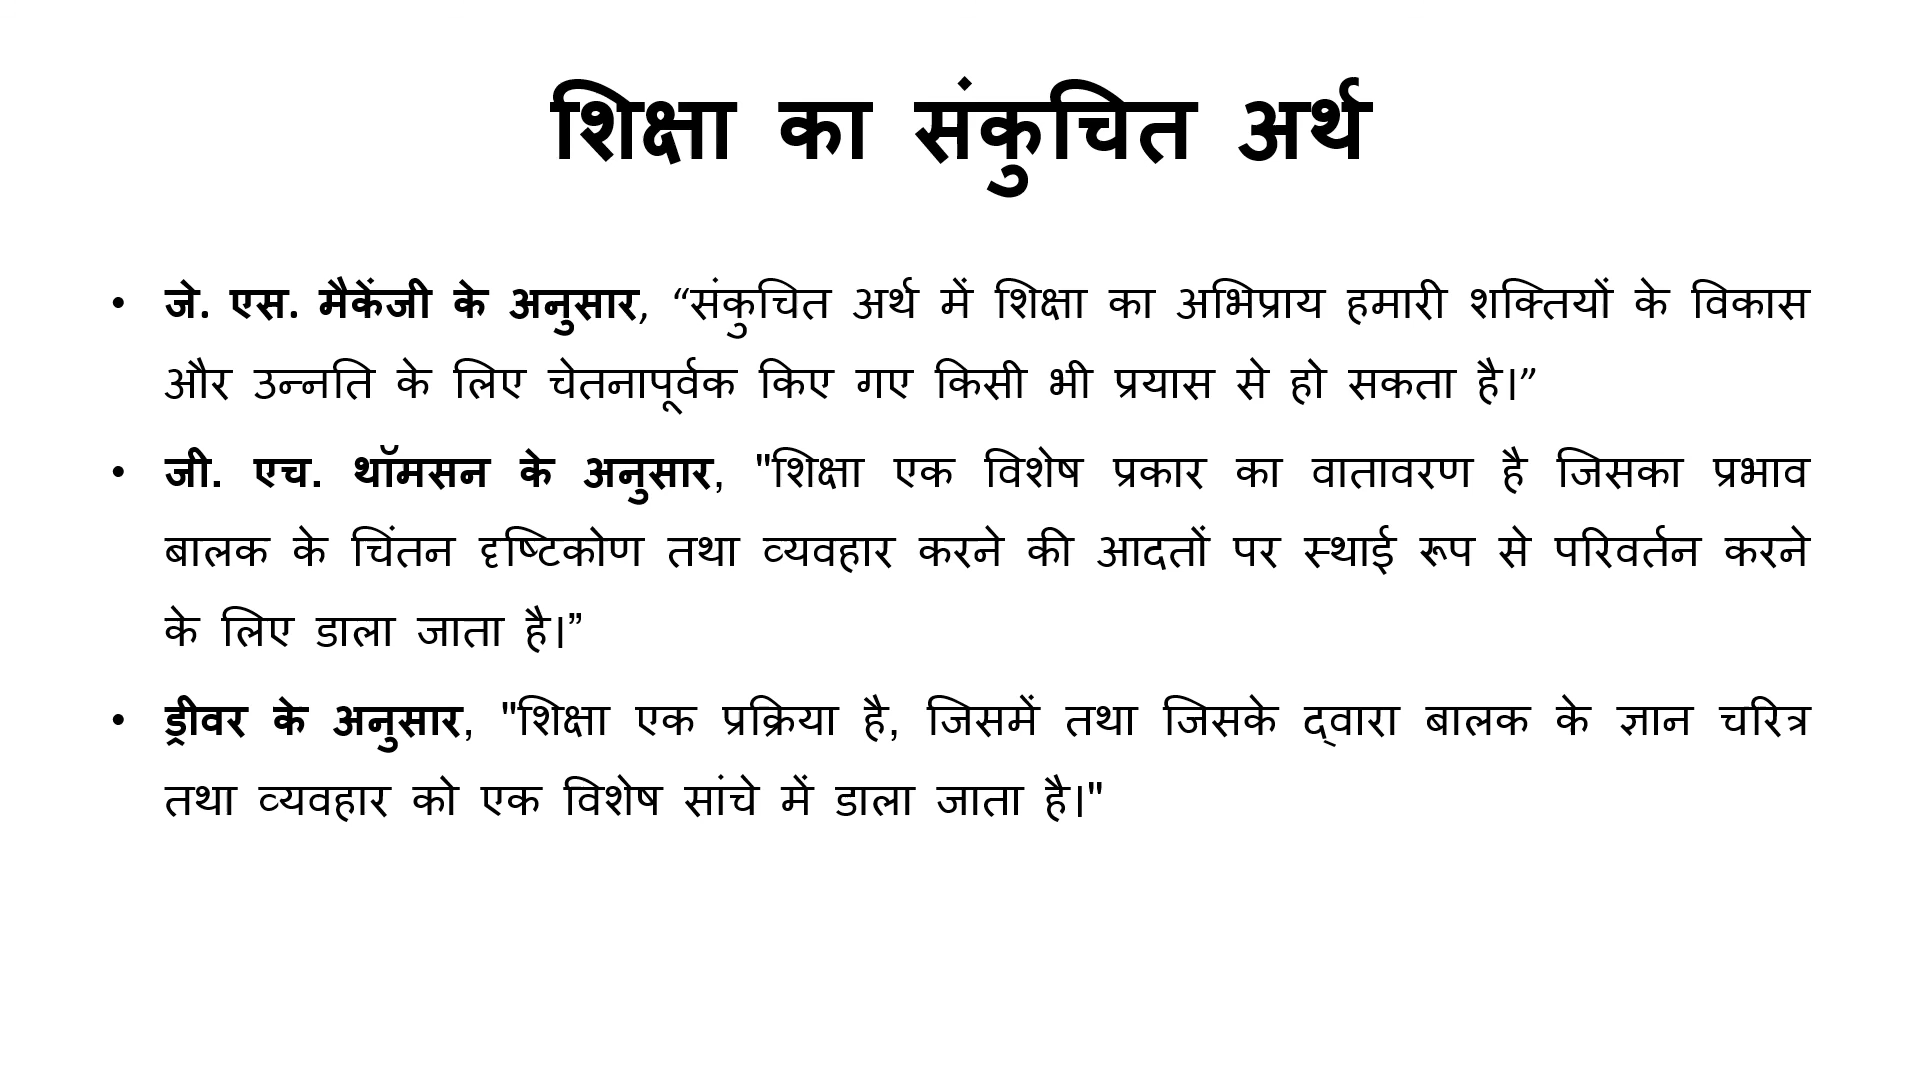 शिक्षा का संकुचित अर्थ
• जे. एस. मैकेंजी के अनुसार, “संकुचित अर्थ में शिक्षा का अभिप्राय हमारी शक्तियों के विकास
और उन्नति के लिए चेतनापूर्वक किए गए किसी भी प्रयास से हो सकता है।”
• जी. एच. थॉमसन के अनुसार, "शिक्षा एक विशेष प्रकार का वातावरण है जिसका प्रभाव
बालक के चिंतन दृष्टिकोण तथा व्यवहार करने की आदतों पर स्थाई रूप से परिवर्तन करने
के लिए डाला जाता है।”
• ड्रीवर के अनुसार, "शिक्षा एक प्रक्रिया है, जिसमें तथा जिसके द्वारा बालक के ज्ञान चरित्र
तथा व्यवहार को एक विशेष सांचे में डाला जाता है।"